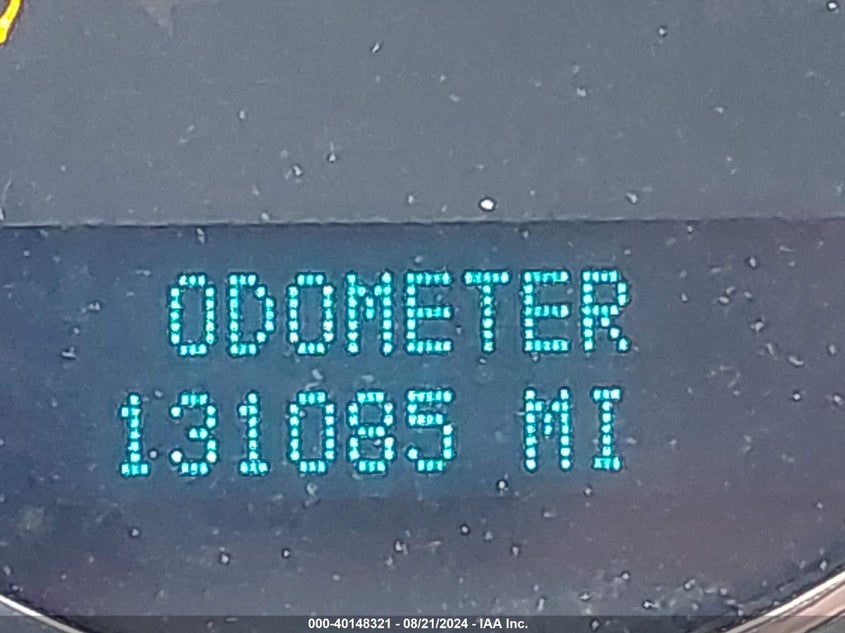 ODOMETER
131085 MI
000-40148321 - 08/21/2024 - IAA Inc.